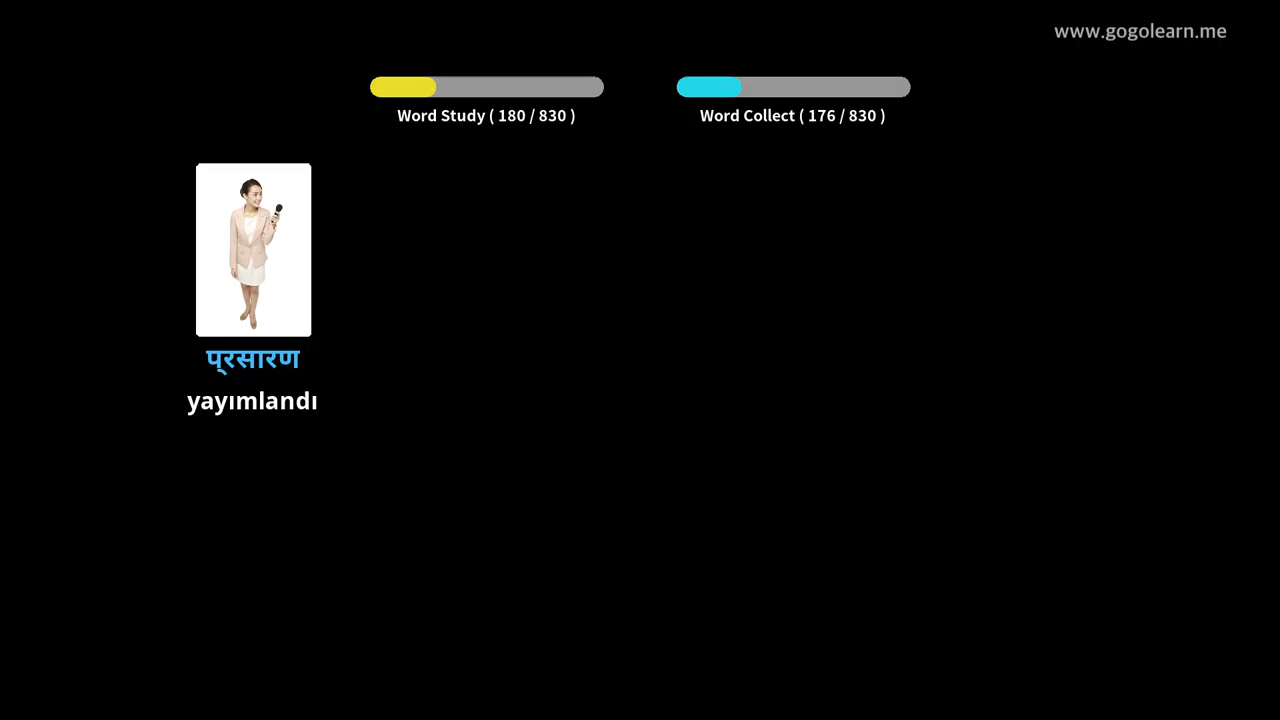 www.gogolearn.me
Word Study ( 180 / 830 )
Word Collect ( 176 / 830 )
प्रसारण
yayımlandı